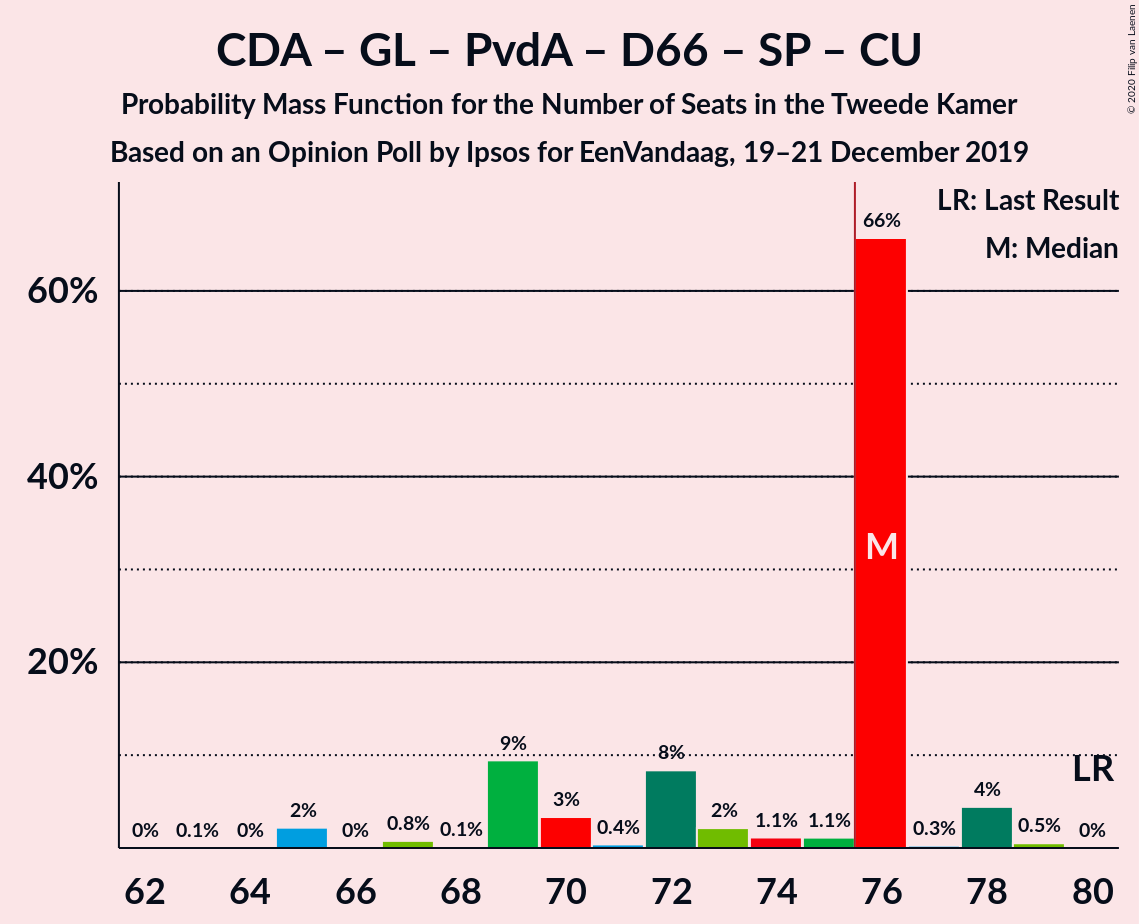 CDA – GL – PvdA – D66 – SP – CU
Probability Mass Function for the Number of Seats in the Tweede Kamer
Based on an Opinion Poll by Ipsos for EenVandaag, 19–21 December 2019
© 2020 Filip van Laenen
LR: Last Result
M: Median
60%
40%
20%
0% 0.1% 0% 2% 0% 0.8% 0.1% 9% 3% 0.4% 8% 2% 1.1% 1.1% 66% 0.3% 4% 0.5% 0%
M
LR
62 64 66 68 70 72 74 76 78 80